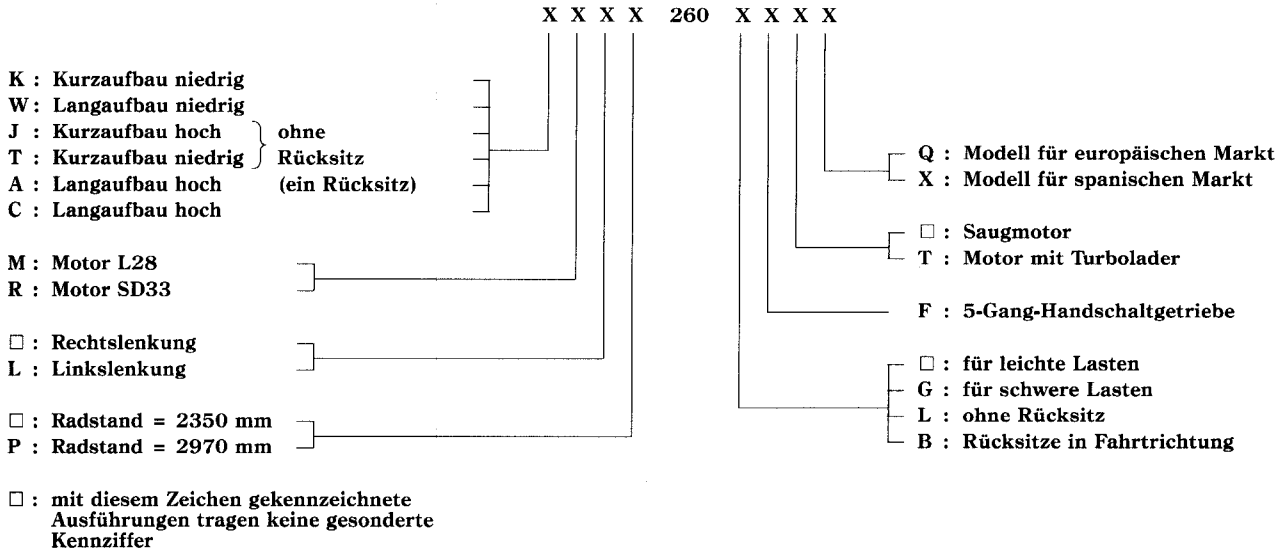 X X X X 260 X X X X
K : Kurzaufbau niedrig
W : Langaufbau niedrig
J : Kurzaufbau hoch
T : Kurzaufbau niedrig
A : Langaufbau hoch
C : Langaufbau hoch
ohne
Rücksitz
(ein Rücksitz)
M : Motor L28
R : Motor SD33
□ : Rechtslenkung
L : Linkslenkung
□ : Radstand = 2350 mm
P : Radstand = 2970 mm
□ : mit diesem Zeichen gekennzeichnete
Ausführungen tragen keine gesonderte
Kennziffer
Q : Modell für europäischen Markt
X : Modell für spanischen Markt
□ : Saugmotor
T : Motor mit Turbolader
F : 5-Gang-Handschaltgetriebe
□ : für leichte Lasten
G : für schwere Lasten
L : ohne Rücksitz
B : Rücksitze in Fahrtrichtung